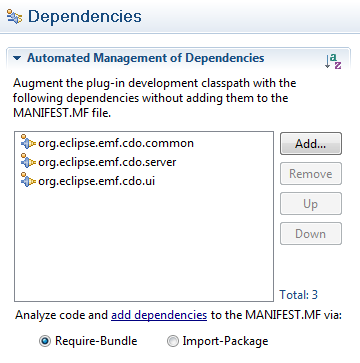 Dependencies
Automated Management of Dependencies
a
z
Augment the plug-in development classpath with the
following dependencies without adding them to the
MANIFEST.MF file.
org.eclipse.emf.cdo.common
org.eclipse.emf.cdo.server
org.eclipse.emf.cdo.ui
Add...
Remove
Up
Down
Total: 3
Analyze code and add dependencies to the MANIFEST.MF via:
Require-Bundle Import-Package